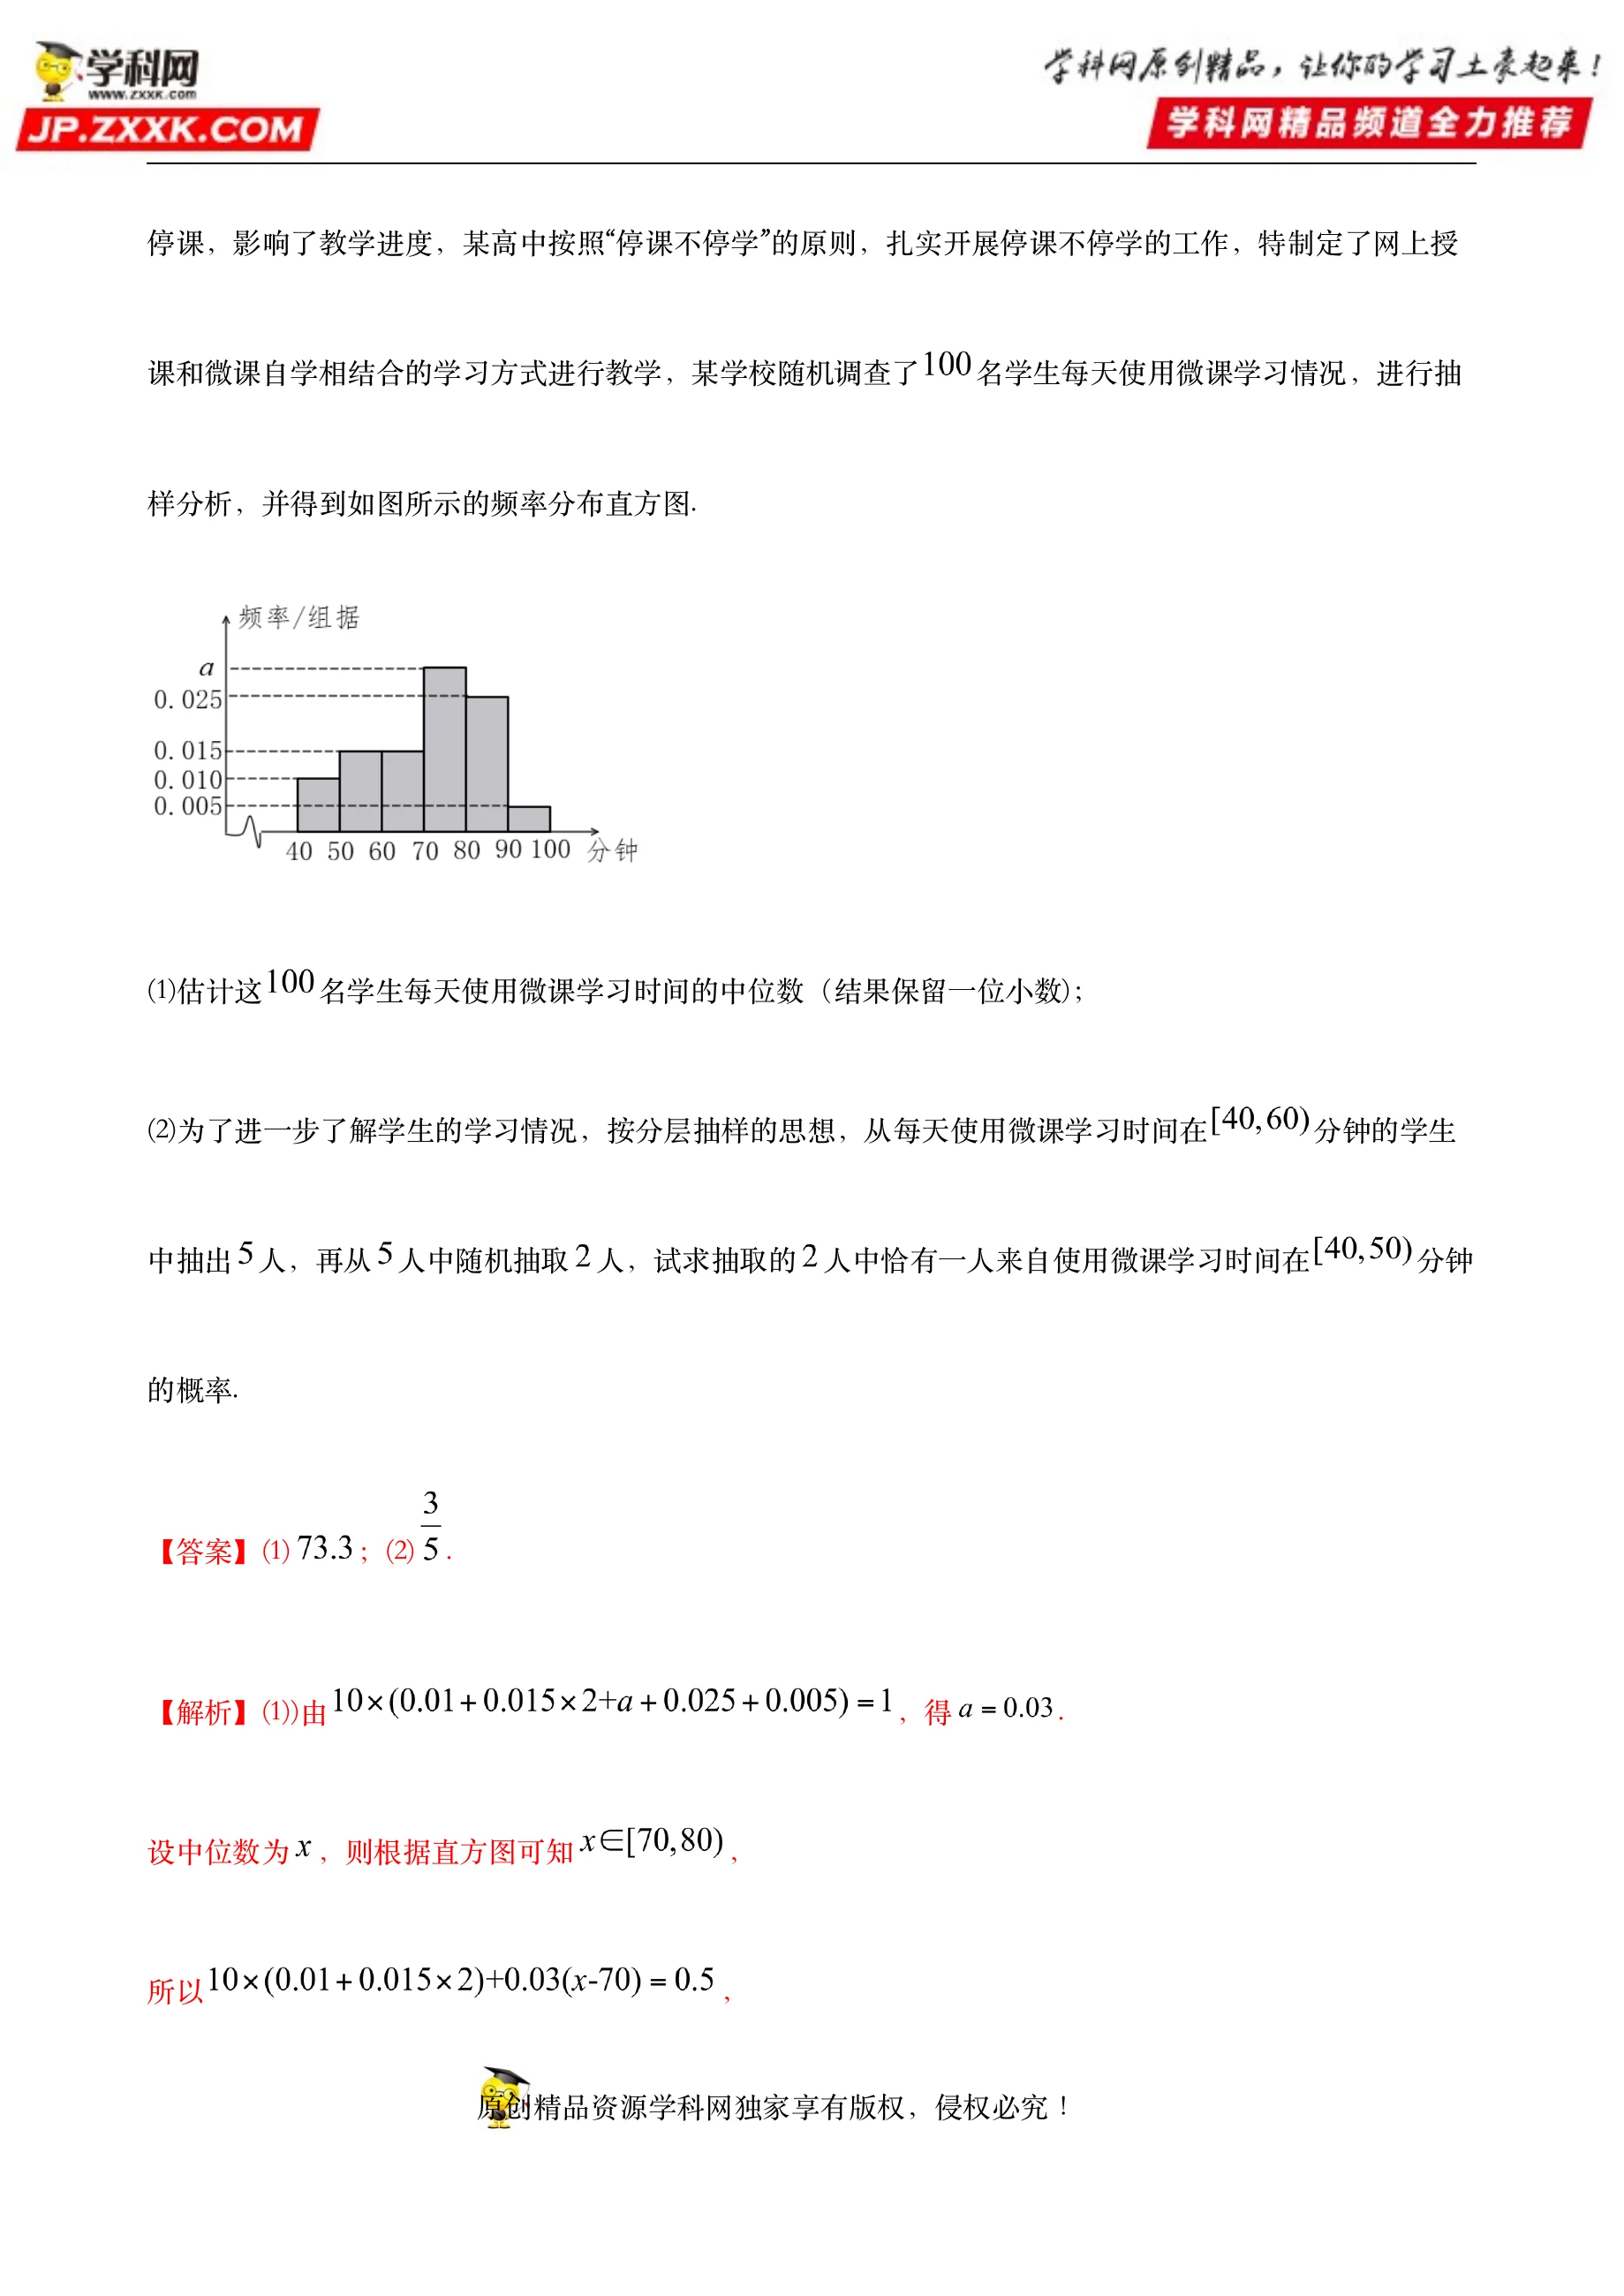 学科网
www.zxxk.com
JP.ZXXK.COM
学科网原创精品，让你的学习土豪起来！
学科网精品频道全力推荐
停课，影响了教学进度，某高中按照“停课不停学”的原则，扎实开展停课不停学的工作，特制定了网上授
课和微课自学相结合的学习方式进行教学，某学校随机调查了100名学生每天使用微课学习情况，进行抽
样分析，并得到如图所示的频率分布直方图.
频率/组据
a
0.025
0.015
0.010
0.005
40 50 60 70 80 90 100 分钟
⑴估计这100名学生每天使用微课学习时间的中位数（结果保留一位小数）；
⑵为了进一步了解学生的学习情况，按分层抽样的思想，从每天使用微课学习时间在[40,60)分钟的学生
中抽出5人，再从5人中随机抽取2人，试求抽取的2人中恰有一人来自使用微课学习时间在[40,50)分钟
的概率.
【答案】⑴73.3；⑵3/5.
【解析】⑴)由10×(0.01+0.015×2+a+0.025+0.005)=1，得a=0.03.
设中位数为x，则根据直方图可知x∈[70,80)，
所以10×(0.01+0.015×2)+0.03(x-70)=0.5，
原创精品资源学科网独家享有版权，侵权必究！